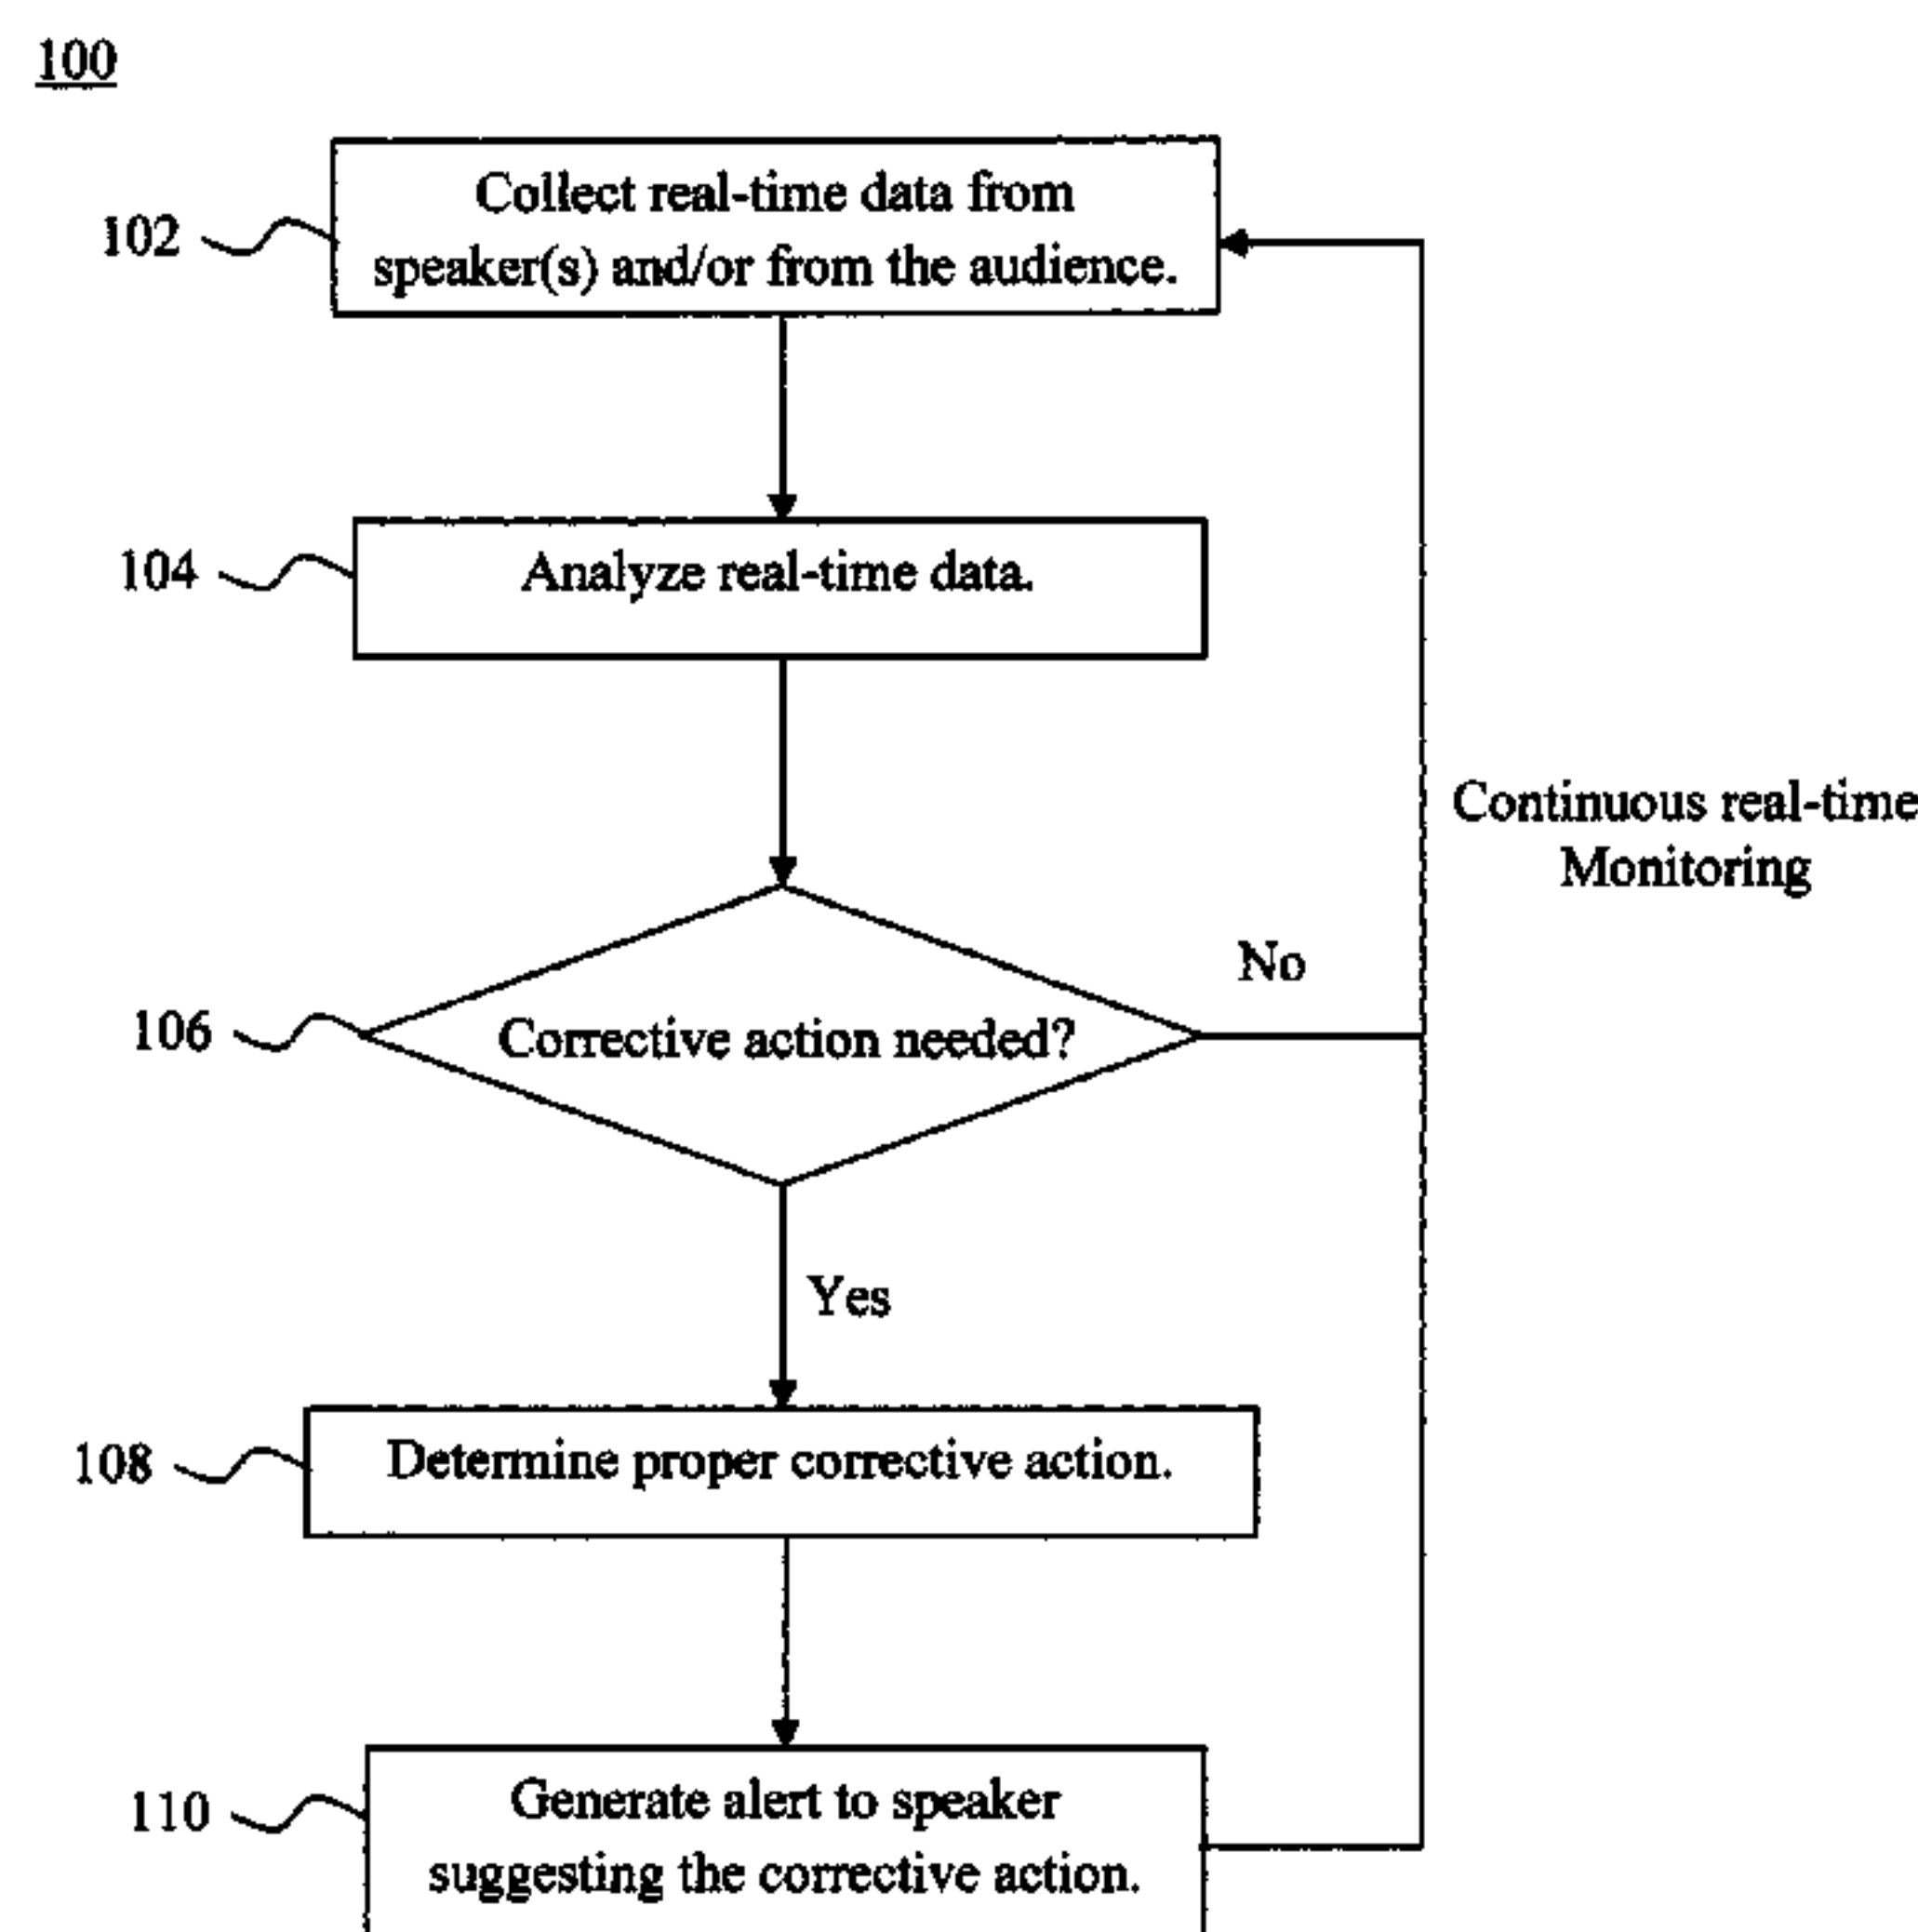 100
102
Collect real-time data from
speaker(s) and/or from the audience.
104
Analyze real-time data.
Continuous real-time
Monitoring
No
106
Corrective action needed?
Yes
108
Determine proper corrective action.
110
Generate alert to speaker
suggesting the corrective action.